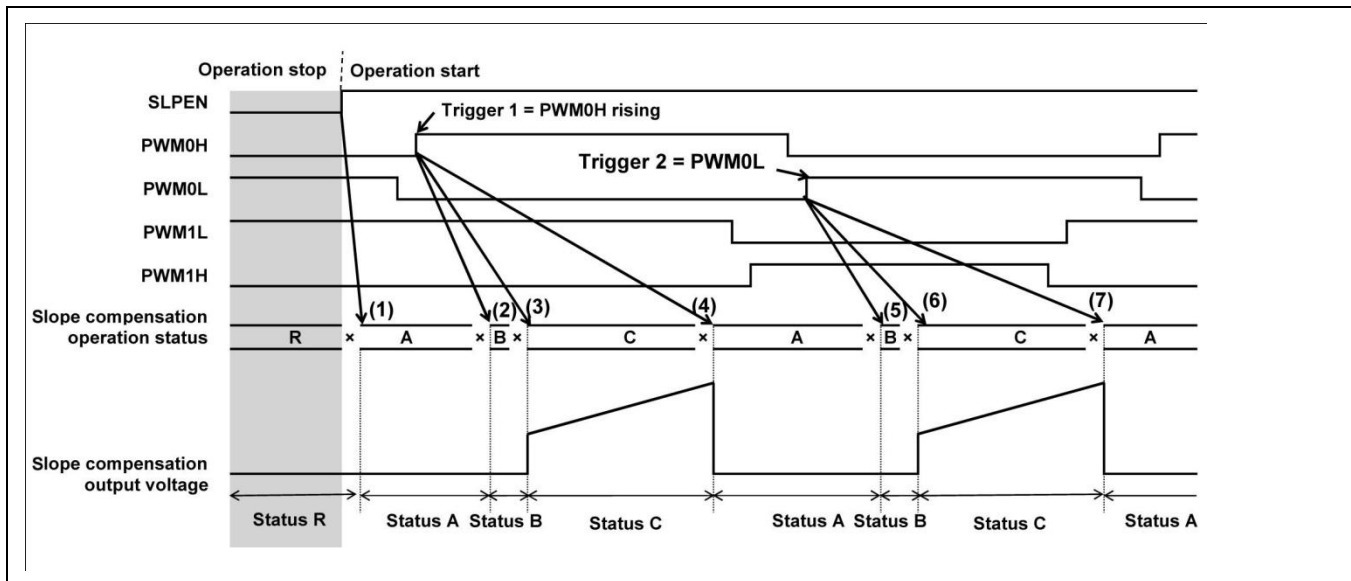 Operation stop
Operation start
SLPEN
Trigger 1 = PWM0H rising
PWM0H
Trigger 2 = PWM0L
PWM0L
PWM1L
PWM1H
(1)
(2)
(3)
(4)
(5)
(6)
(7)
Slope compensation
operation status
R × A × B × C × A × B × C × A
Slope compensation
output voltage
Status R
Status A
Status B
Status C
Status A
Status B
Status C
Status A